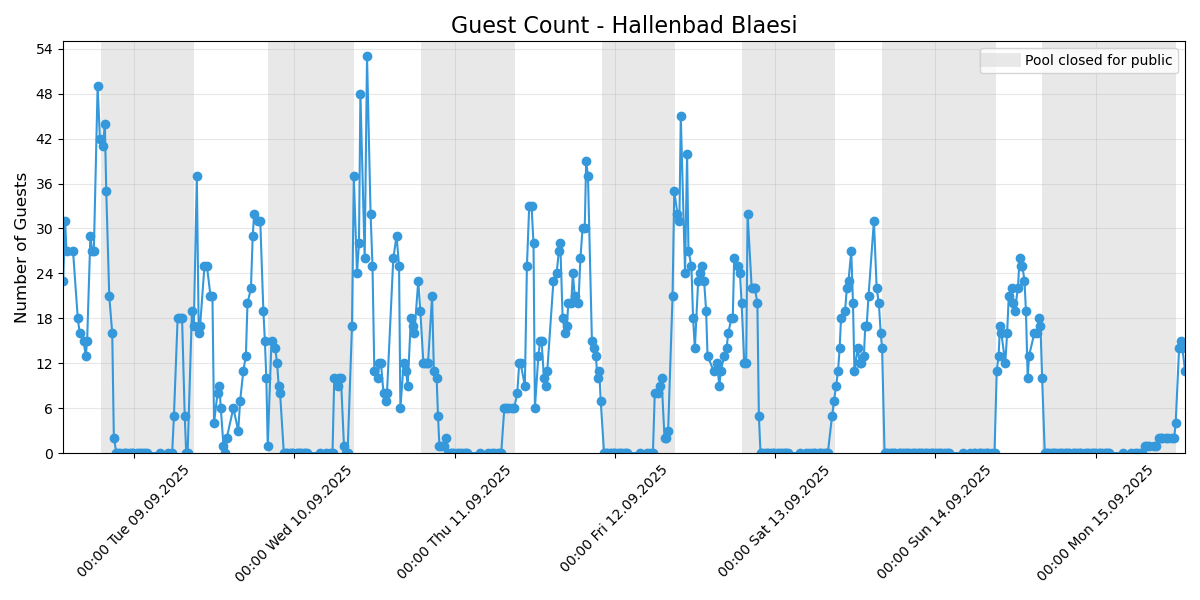 Guest Count - Hallenbad Blaesi
Pool closed for public
Number of Guests
54
48
42
36
30
24
18
12
6
0
00:00 Tue 09.09.2025
00:00 Wed 10.09.2025
00:00 Thu 11.09.2025
00:00 Fri 12.09.2025
00:00 Sat 13.09.2025
00:00 Sun 14.09.2025
00:00 Mon 15.09.2025